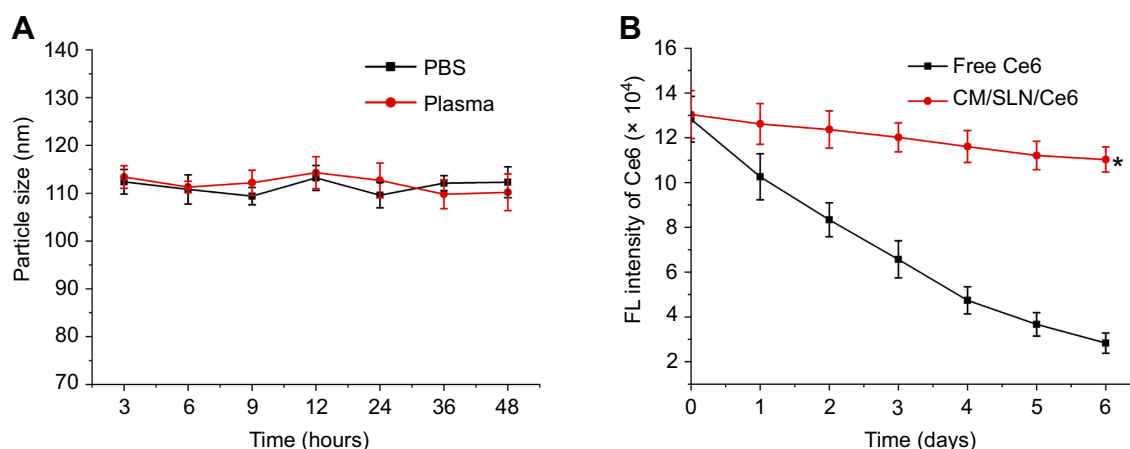 A
140
130
120
110
100
90
80
70
Particle size (nm)
PBS
Plasma
3 6 9 12 24 36 48
Time (hours)
B
16
14
12
10
8
6
4
2
FL intensity of Ce6 (× 10⁴)
Free Ce6
CM/SLN/Ce6
*
0 1 2 3 4 5 6
Time (days)